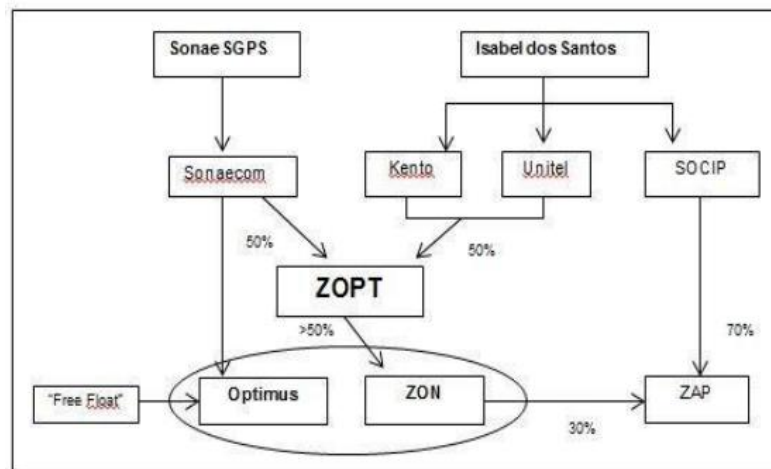 Sonae SGPS
Isabel dos Santos
Sonaecom
Kento
Unitel
SOCIP
50%
50%
ZOPT
>50%
70%
"Free Float"
Optimus
ZON
ZAP
30%